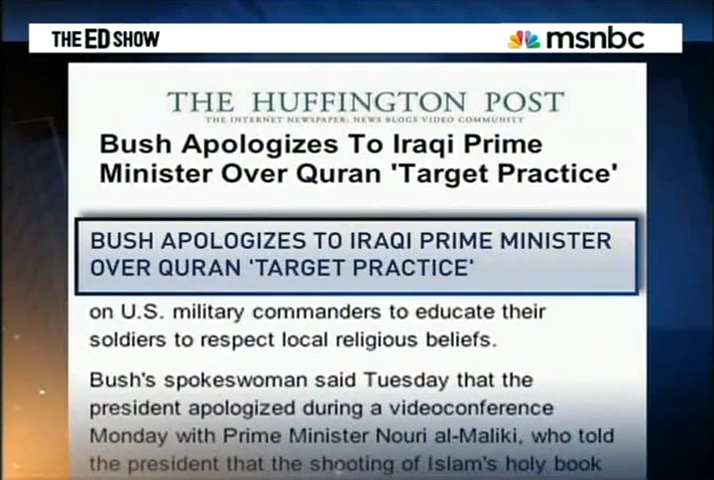 THE ED SHOW
msnbc
THE HUFFINGTON POST
THE INTERNET NEWSPAPER: NEWS BLOGS VIDEO COMMUNITY
Bush Apologizes To Iraqi Prime
Minister Over Quran 'Target Practice'
BUSH APOLOGIZES TO IRAQI PRIME MINISTER
OVER QURAN 'TARGET PRACTICE'
on U.S. military commanders to educate their
soldiers to respect local religious beliefs.
Bush's spokeswoman said Tuesday that the
president apologized during a videoconference
Monday with Prime Minister Nouri al-Maliki, who told
the president that the shooting of Islam's holy book